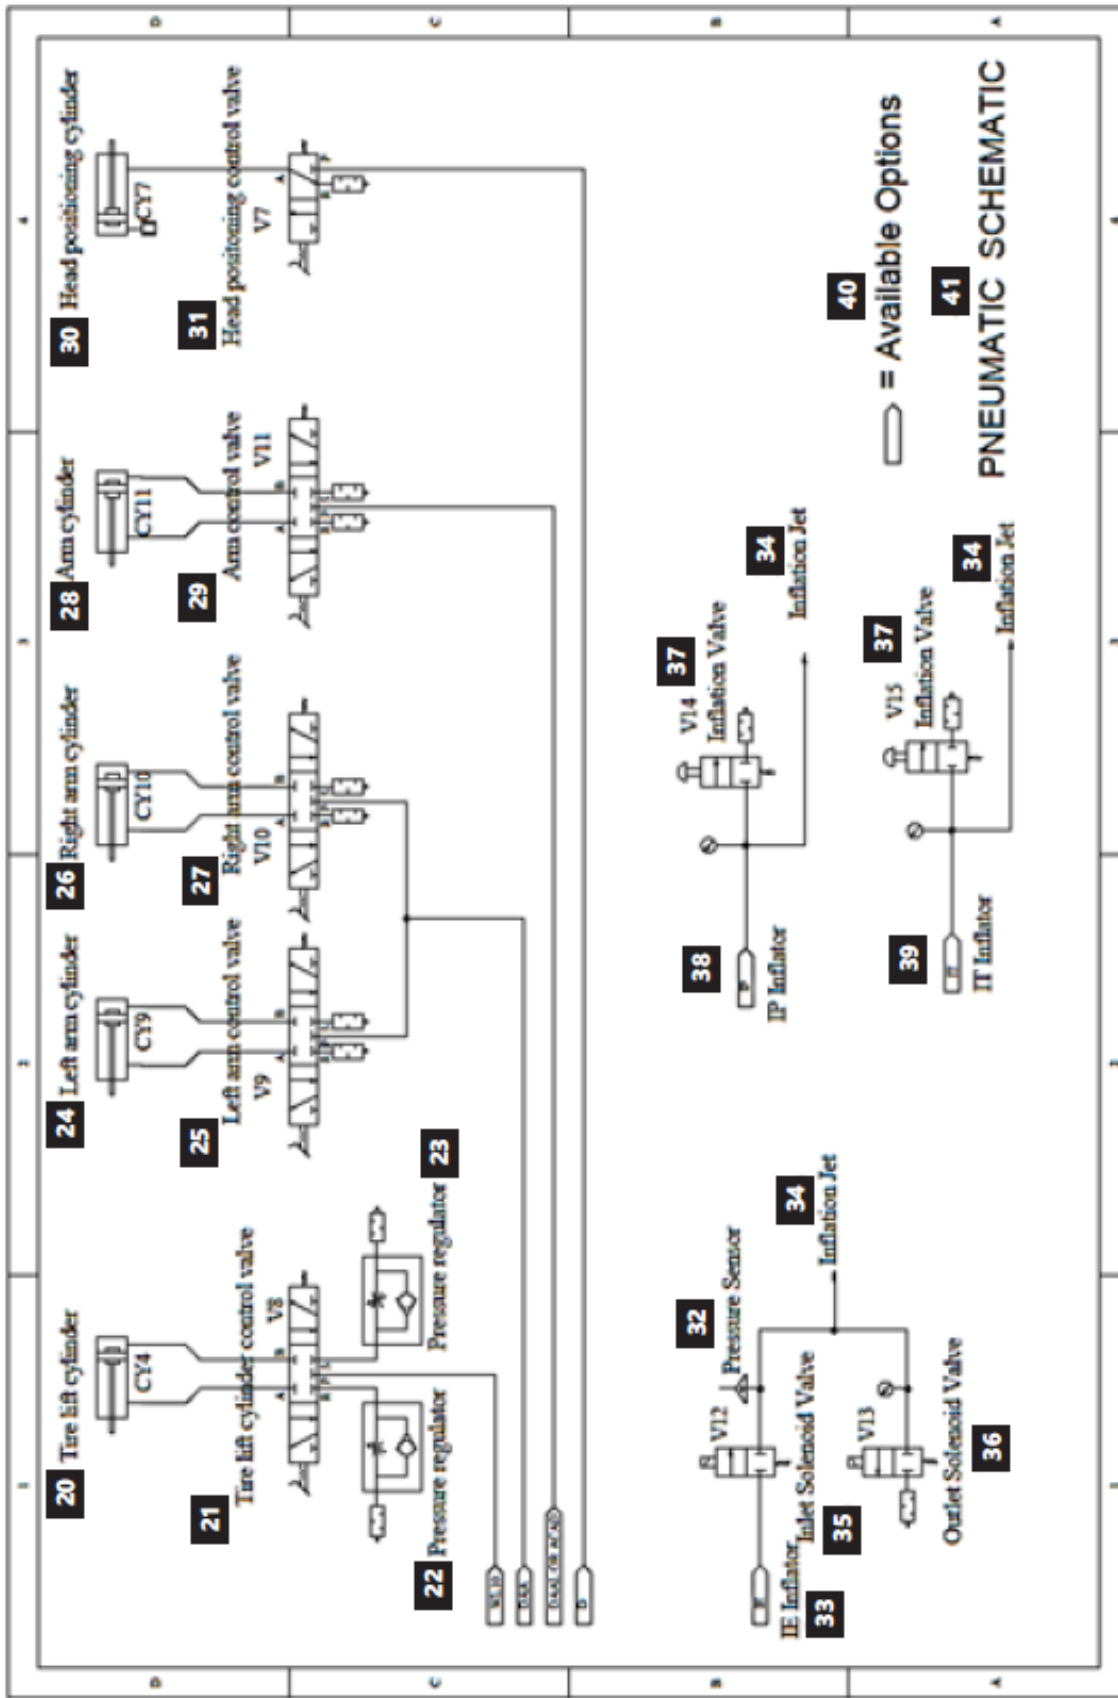 30 Head positioning cylinder
CY7
31
Head positioning control valve
V7
28 Arm cylinder
CY11
29 Arm control valve
V11
26 Right arm cylinder
CY10
27 Right arm control valve
V10
24 Left arm cylinder
CY9
25 Left arm control valve
V9
20 Tire lift cylinder
CY4
21 Tire lift cylinder control valve
V8
22 Pressure regulator
Pressure regulator 23
DAA
D
32
Pressure Sensor
V12
IE Inflator
33
Inlet Solenoid Valve
35
V13
Outlet Solenoid Valve
36
34
Inflation Jet
38
IP Inflator
37
V14
Inflation Valve
34
Inflation Jet
39
IT
IT Inflator
37
V15
Inflation Valve
34
Inflation Jet
40
= Available Options
41
PNEUMATIC SCHEMATIC